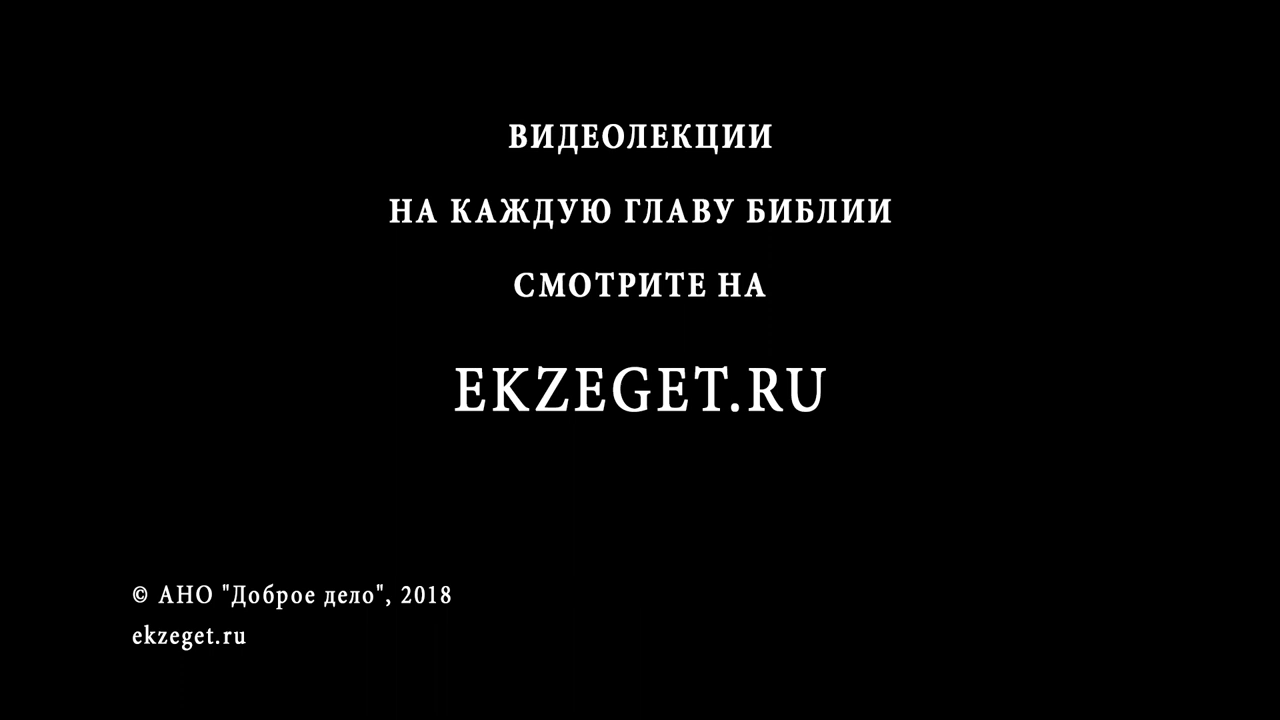 ВИДЕОЛЕКЦИИ
НА КАЖДУЮ ГЛАВУ БИБЛИИ
СМОТРИТЕ НА
EKZEGET.RU
© АНО "Доброе дело", 2018
ekzeget.ru